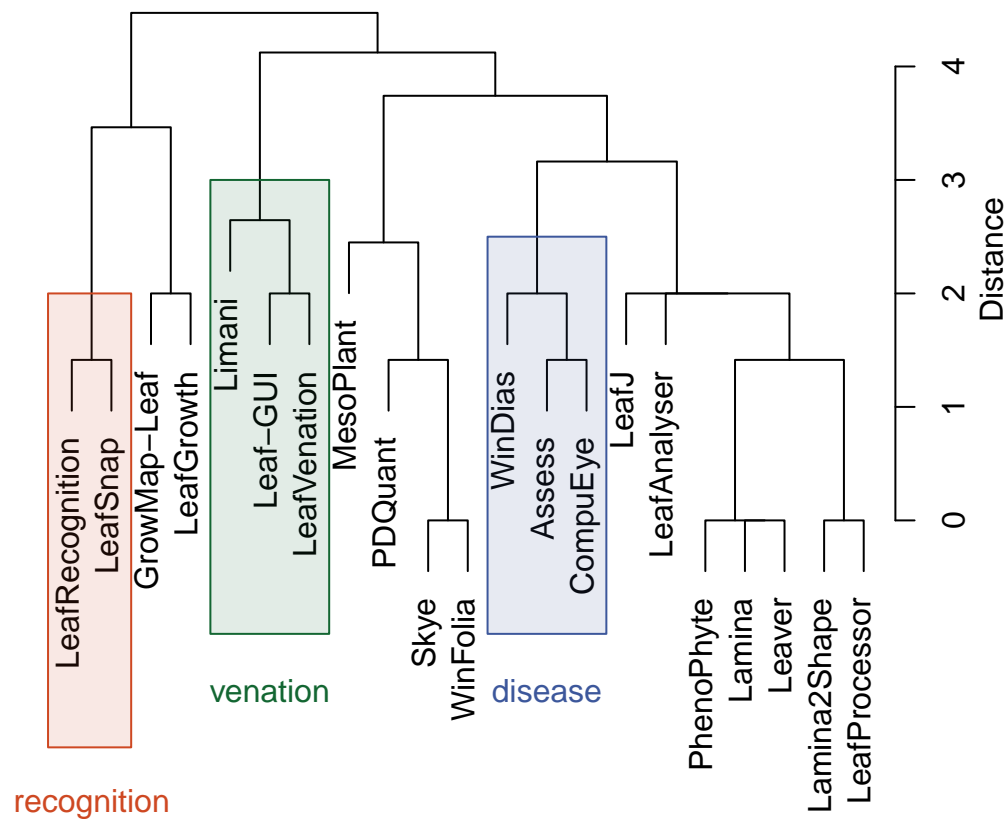 LeafRecognition
LeafSnap
GrowMap−Leaf
LeafGrowth
Limani
Leaf−GUI
LeafVenation
MesoPlant
PDQuant
Skye
WinFolia
WinDias
Assess
CompuEye
LeafJ
LeafAnalyser
PhenoPhyte
Lamina
Leaver
Lamina2Shape
LeafProcessor
4
3
2
1
0
Distance
venation
disease
recognition